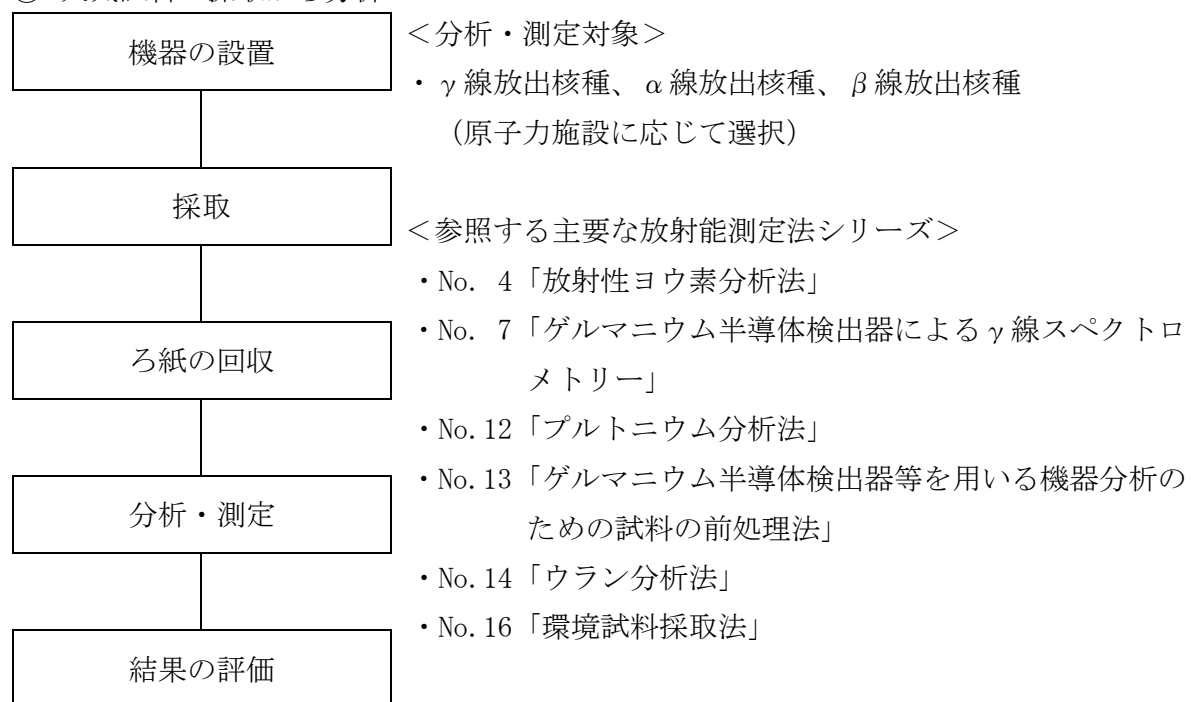 機器の設置
採取
ろ紙の回収
分析・測定
結果の評価
＜分析・測定対象＞
・γ線放出核種、α線放出核種、β線放出核種
（原子力施設に応じて選択）
＜参照する主要な放射能測定法シリーズ＞
・No. 4「放射性ヨウ素分析法」
・No. 7「ゲルマニウム半導体検出器によるγ線スペクトロ
メトリー」
・No.12「プルトニウム分析法」
・No.13「ゲルマニウム半導体検出器等を用いる機器分析の
ための試料の前処理法」
・No.14「ウラン分析法」
・No.16「環境試料採取法」